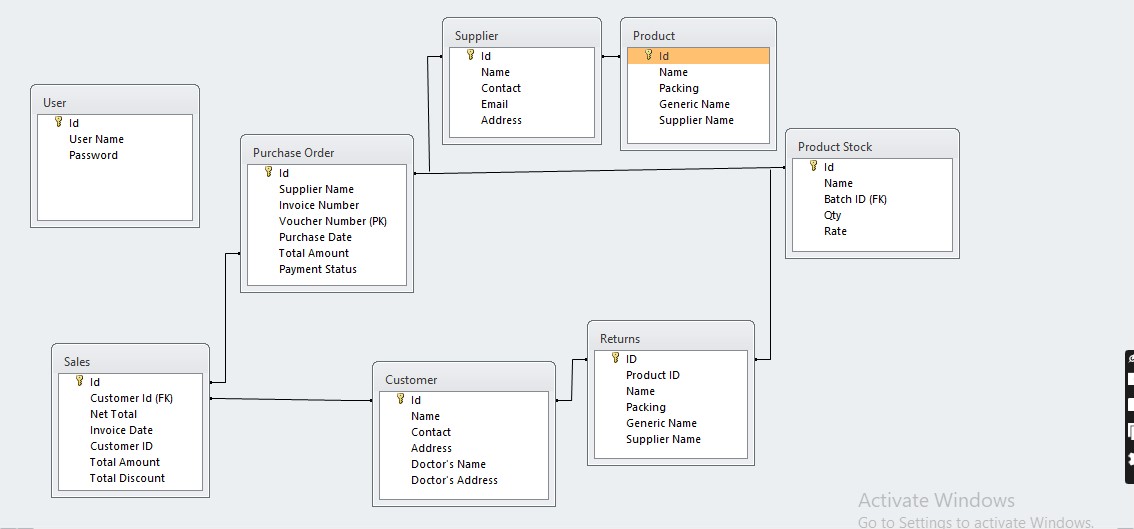 Supplier
Id
Name
Contact
Email
Address
Product
Id
Name
Packing
Generic Name
Supplier Name
User
Id
User Name
Password
Purchase Order
Id
Supplier Name
Invoice Number
Voucher Number (PK)
Purchase Date
Total Amount
Payment Status
Product Stock
Id
Name
Batch ID (FK)
Qty
Rate
Sales
Id
Customer Id (FK)
Net Total
Invoice Date
Customer ID
Total Amount
Total Discount
Customer
Id
Name
Contact
Address
Doctor's Name
Doctor's Address
Returns
ID
Product ID
Name
Packing
Generic Name
Supplier Name
Activate Windows
Go to Settings to activate Windows.